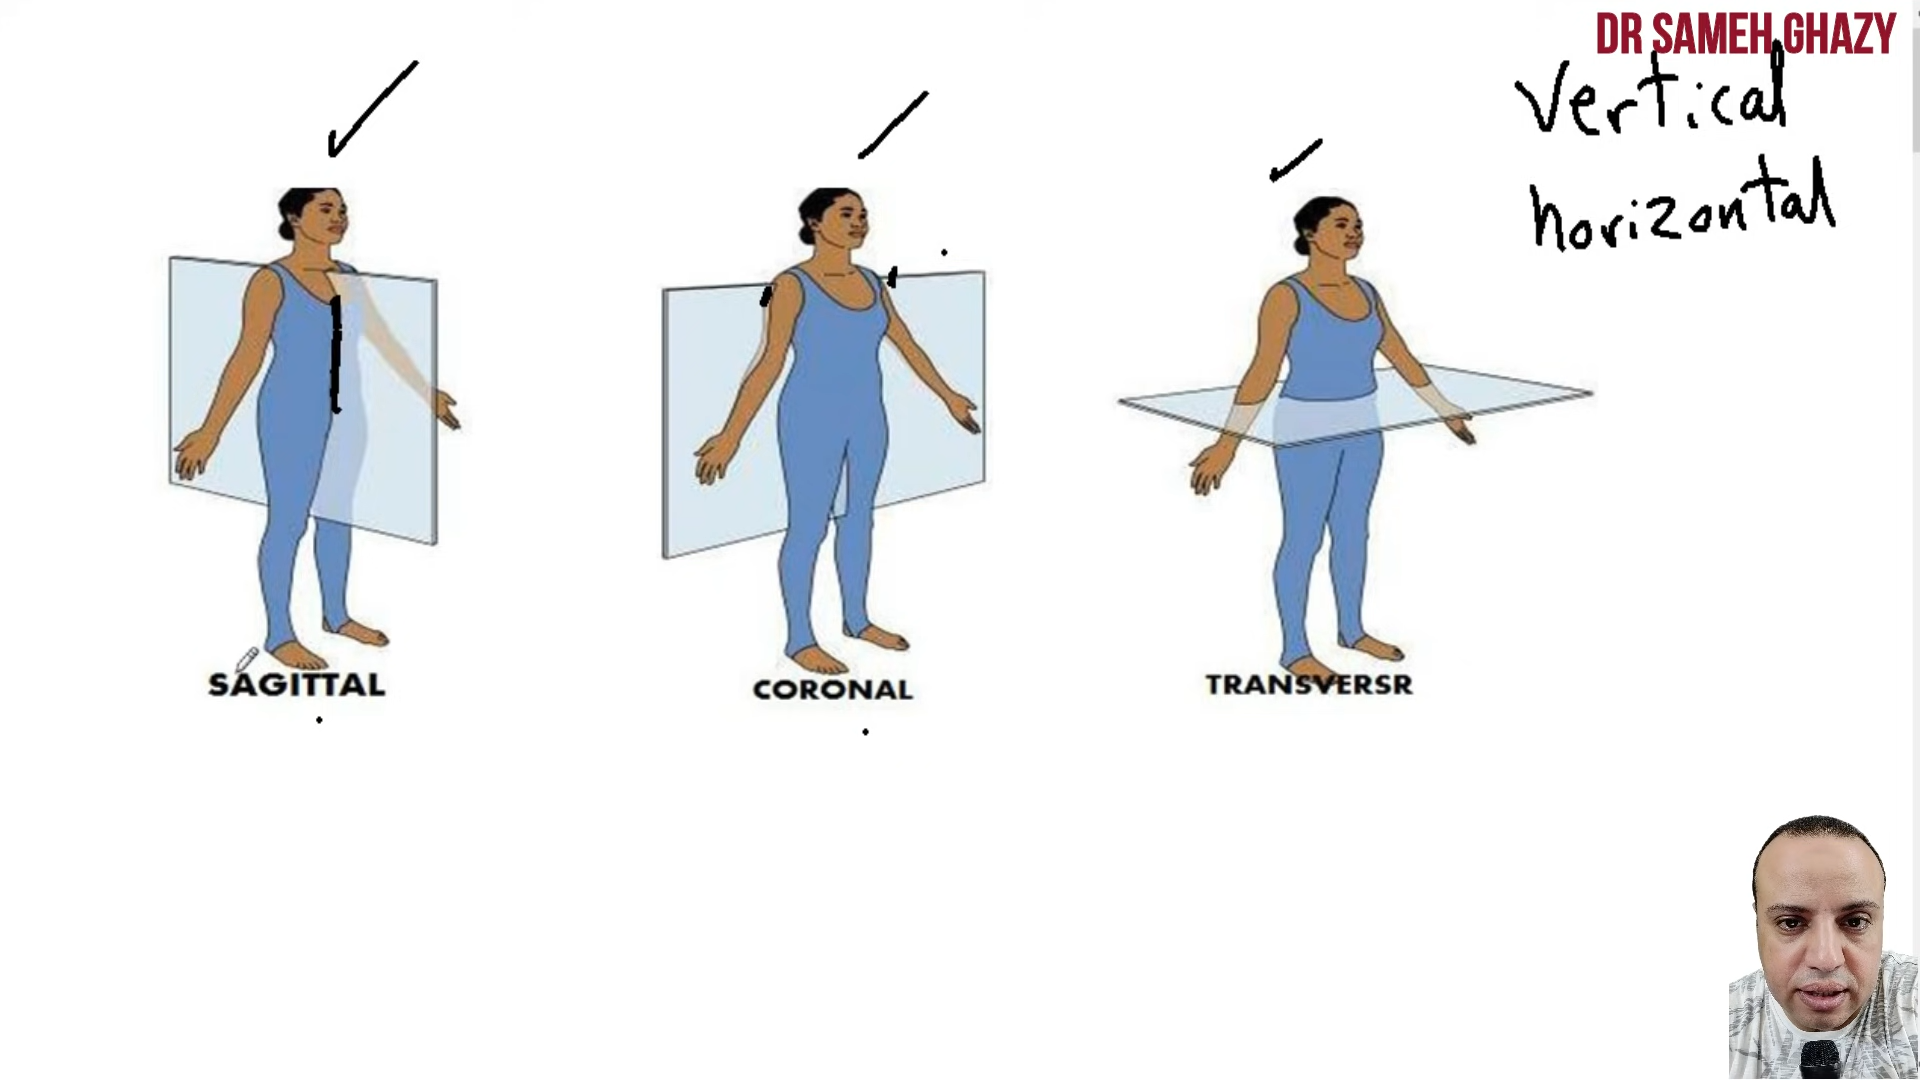 DR SAMEH GHAZY
Vertical
horizontal
SAGITTAL
CORONAL
TRANSVERSR